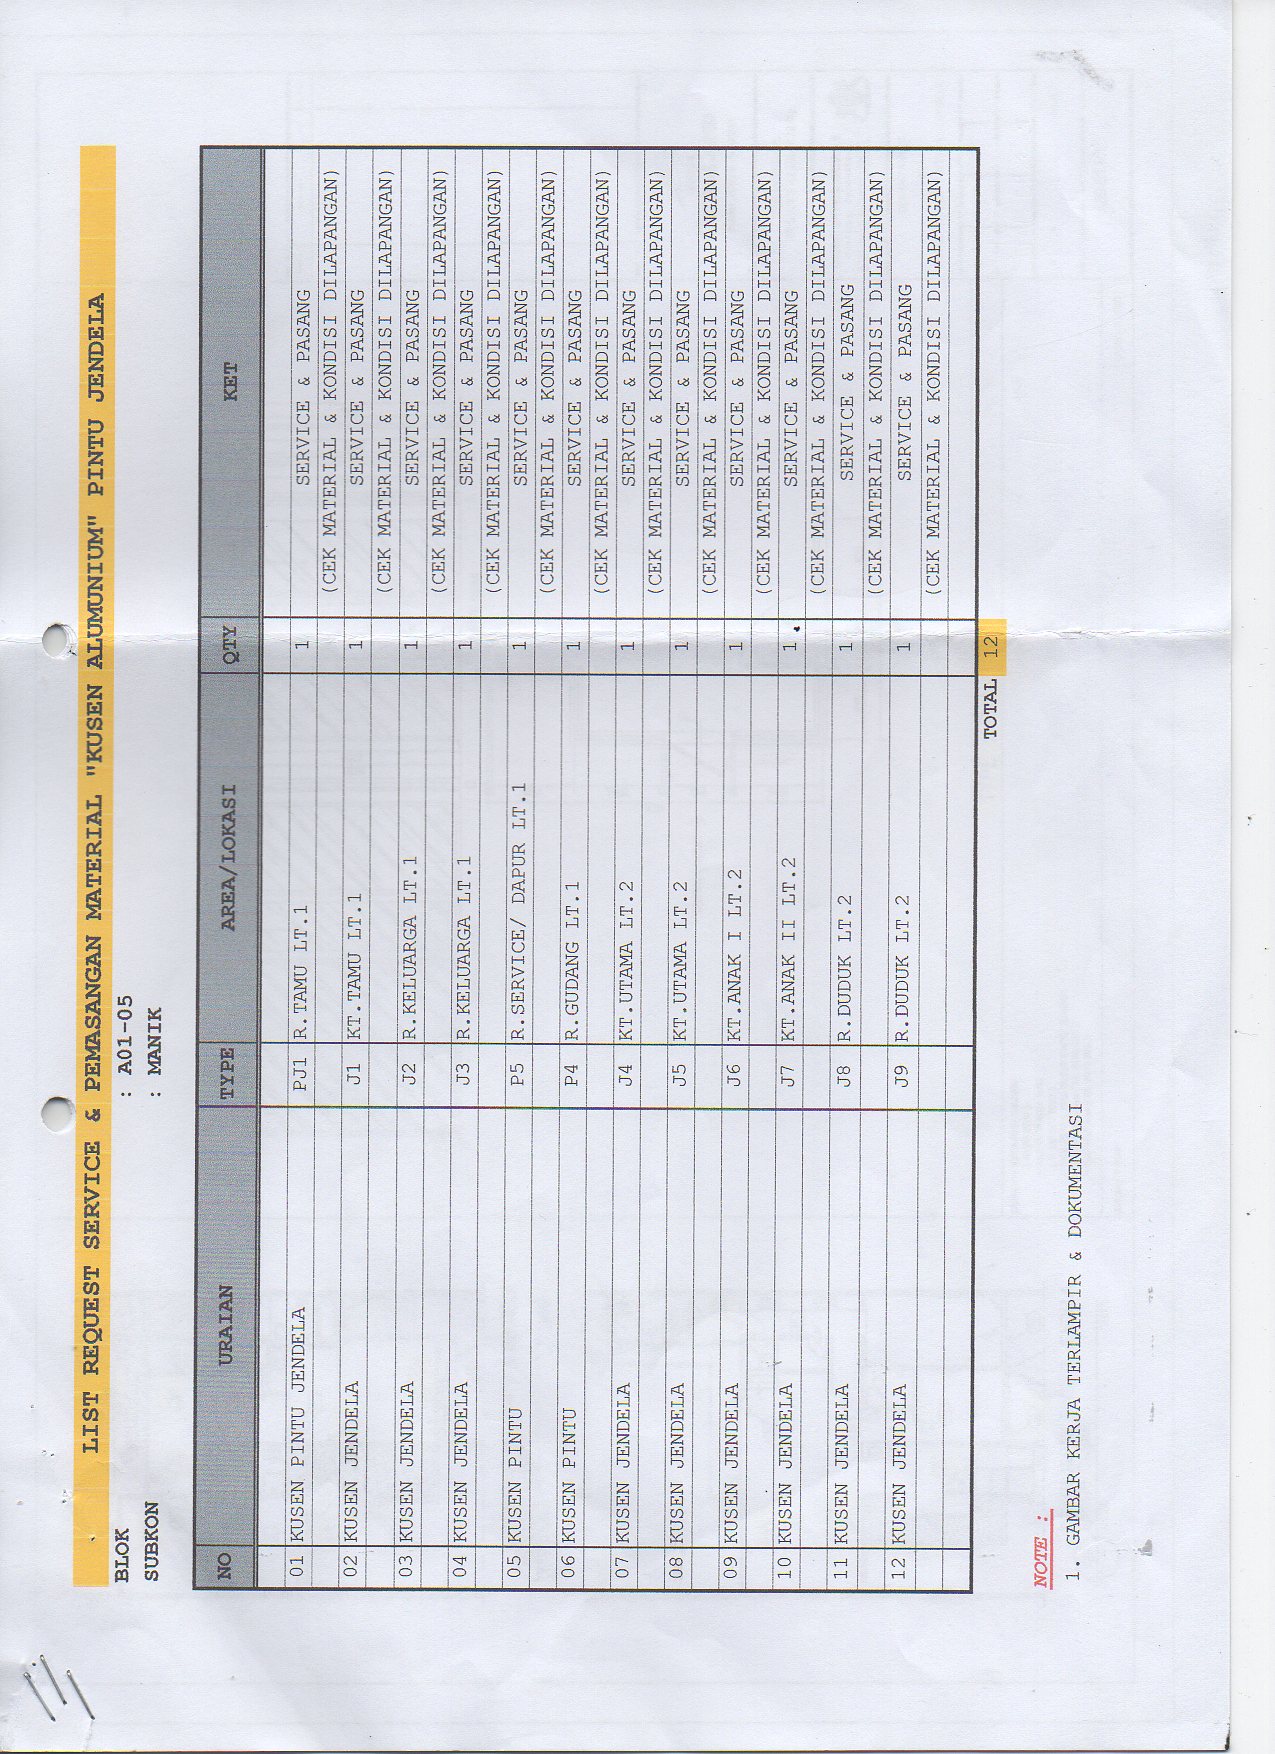 LIST REQUEST SERVICE & PEMASANGAN MATERIAL "KUSEN ALUMUNIUM" PINTU JENDELA
BLOK : A01-05
SUBKON : MANIK
NO URAIAN TYPE AREA/LOKASI QTY KET
01 KUSEN PINTU JENDELA PJ1 R.TAMU LT.1 1 SERVICE & PASANG
(CEK MATERIAL & KONDISI DILAPANGAN)
02 KUSEN JENDELA J1 KT.TAMU LT.1 1 SERVICE & PASANG
(CEK MATERIAL & KONDISI DILAPANGAN)
03 KUSEN JENDELA J2 R.KELUARGA LT.1 1 SERVICE & PASANG
(CEK MATERIAL & KONDISI DILAPANGAN)
04 KUSEN JENDELA J3 R.KELUARGA LT.1 1 SERVICE & PASANG
(CEK MATERIAL & KONDISI DILAPANGAN)
05 KUSEN PINTU P5 R.SERVICE/ DAPUR LT.1 1 SERVICE & PASANG
(CEK MATERIAL & KONDISI DILAPANGAN)
06 KUSEN PINTU P4 R.GUDANG LT.1 1 SERVICE & PASANG
(CEK MATERIAL & KONDISI DILAPANGAN)
07 KUSEN JENDELA J4 KT.UTAMA LT.2 1 SERVICE & PASANG
(CEK MATERIAL & KONDISI DILAPANGAN)
08 KUSEN JENDELA J5 KT.UTAMA LT.2 1 SERVICE & PASANG
(CEK MATERIAL & KONDISI DILAPANGAN)
09 KUSEN JENDELA J6 KT.ANAK I LT.2 1 SERVICE & PASANG
(CEK MATERIAL & KONDISI DILAPANGAN)
10 KUSEN JENDELA J7 KT.ANAK II LT.2 1 SERVICE & PASANG
(CEK MATERIAL & KONDISI DILAPANGAN)
11 KUSEN JENDELA J8 R.DUDUK LT.2 1 SERVICE & PASANG
(CEK MATERIAL & KONDISI DILAPANGAN)
12 KUSEN JENDELA J9 R.DUDUK LT.2 1 SERVICE & PASANG
(CEK MATERIAL & KONDISI DILAPANGAN)
TOTAL 12
NOTE :
1. GAMBAR KERJA TERLAMPIR & DOKUMENTASI